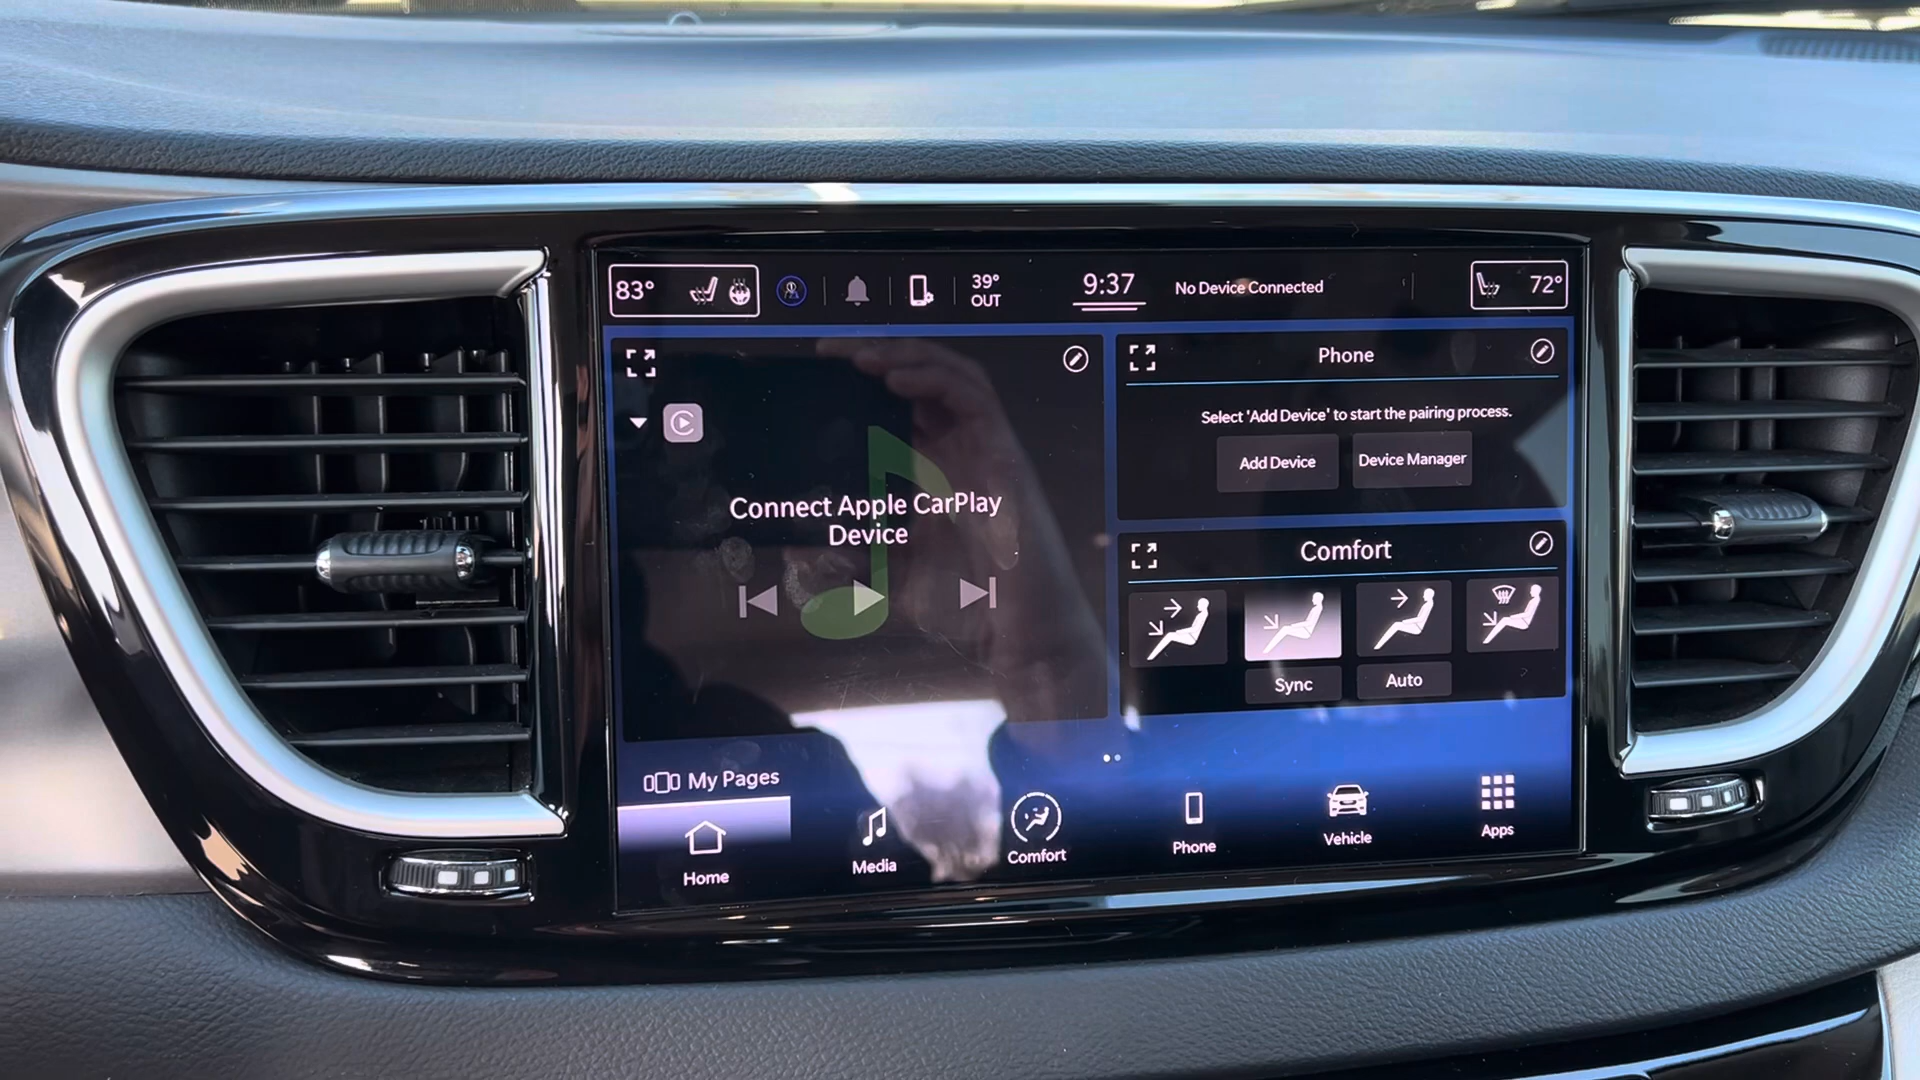 83°
39°
OUT
9:37
No Device Connected
72°
Connect Apple CarPlay
Device
Phone
Select 'Add Device' to start the pairing process.
Add Device
Device Manager
Comfort
Sync
Auto
My Pages
Home
Media
Comfort
Phone
Vehicle
Apps